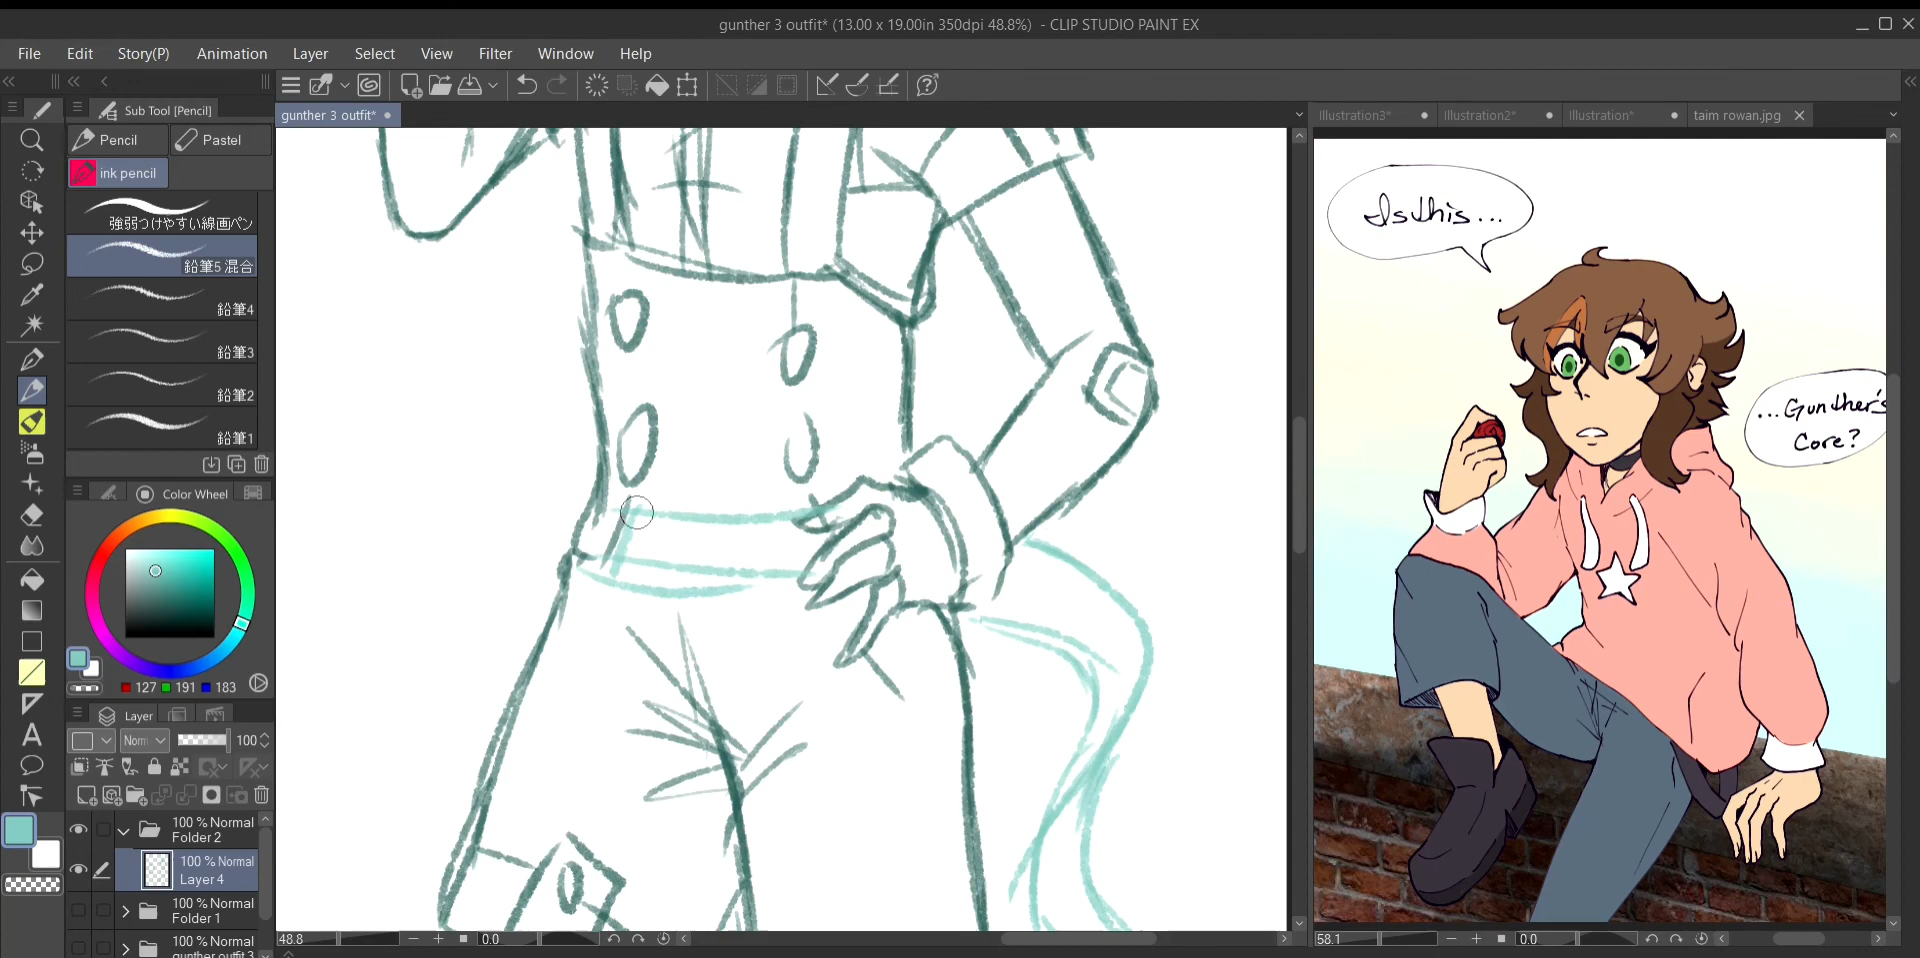 gunther 3 outfit* (13.00 x 19.00in 350dpi 48.8%) - CLIP STUDIO PAINT EX
File Edit Story(P) Animation Layer Select View Filter Window Help
Sub Tool [Pencil]
Pencil Pastel
ink pencil
強弱つけやすい線画ペン
鉛筆5 混合
鉛筆4
鉛筆3
鉛筆2
鉛筆1
Color Wheel
127 191 183
Layer
Norm 100
100 % Normal
Folder 2
100 % Normal
Layer 4
100 % Normal
Folder 1
100 % Normal
gunther outfit 3
gunther 3 outfit*
48.8 0.0
Illustration3* Illustration2* Illustration* taim rowan.jpg
Is this...
...Gunther's
Core?
58.1 0.0